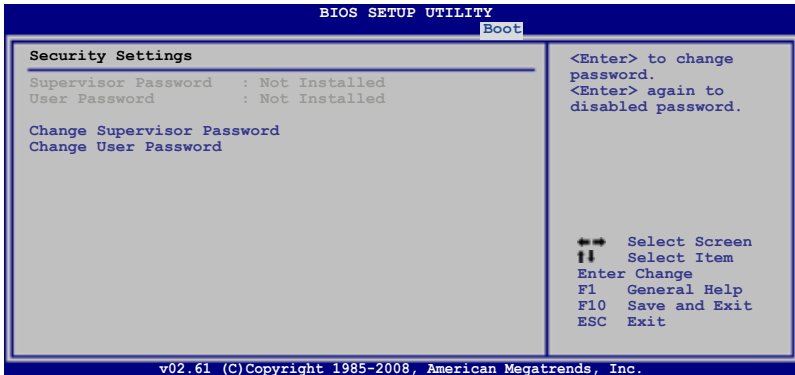 BIOS SETUP UTILITY
Boot
Security Settings
Supervisor Password : Not Installed
User Password : Not Installed
Change Supervisor Password
Change User Password
<Enter> to change
password.
<Enter> again to
disabled password.
←→ Select Screen
↑↓ Select Item
Enter Change
F1 General Help
F10 Save and Exit
ESC Exit
v02.61 (C)Copyright 1985-2008, American Megatrends, Inc.